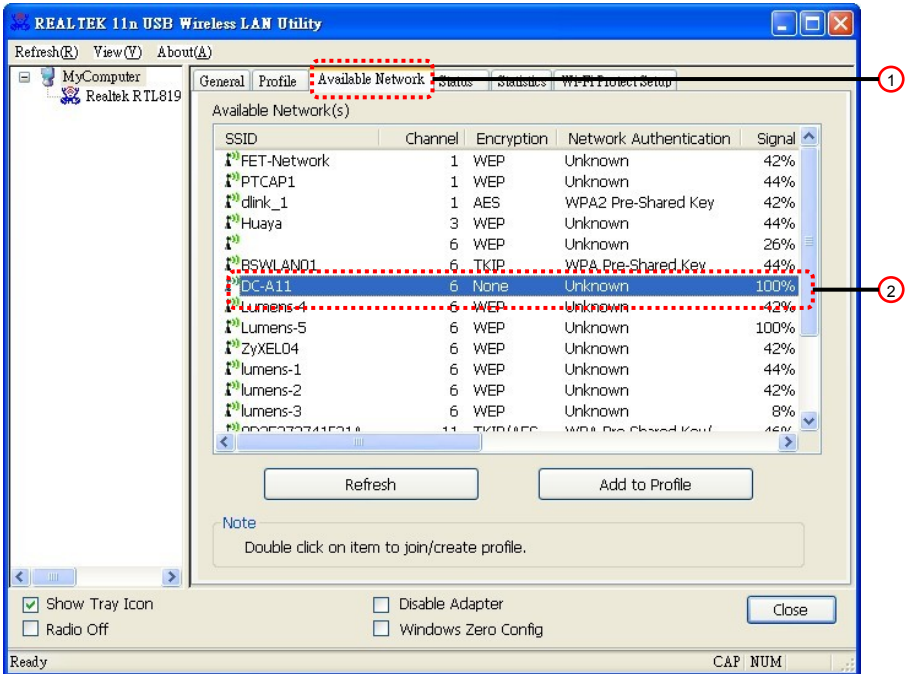 REALTEK 11n USB Wireless LAN Utility
Refresh(R) View(V) About(A)
MyComputer
Realtek RTL819
General Profile Available Network Status Statistics Wi-Fi Protect Setup
1
Available Network(s)
SSID Channel Encryption Network Authentication Signal
FET-Network 1 WEP Unknown 42%
PTCAP1 1 WEP Unknown 44%
dlink_1 1 AES WPA2 Pre-Shared Key 42%
Huaya 3 WEP Unknown 44%
6 WEP Unknown 26%
BSWLAN01 6 TKIP WPA Pre-Shared Key 44%
DC-A11 6 None Unknown 100%
2
Lumens-4 6 WEP Unknown 42%
Lumens-5 6 WEP Unknown 100%
ZyXEL04 6 WEP Unknown 42%
lumens-1 6 WEP Unknown 44%
lumens-2 6 WEP Unknown 42%
lumens-3 6 WEP Unknown 8%
11 WPA Pre-Shared 46%
Refresh Add to Profile
Note
Double click on item to join/create profile.
Show Tray Icon Disable Adapter Close
Radio Off Windows Zero Config
Ready CAP NUM